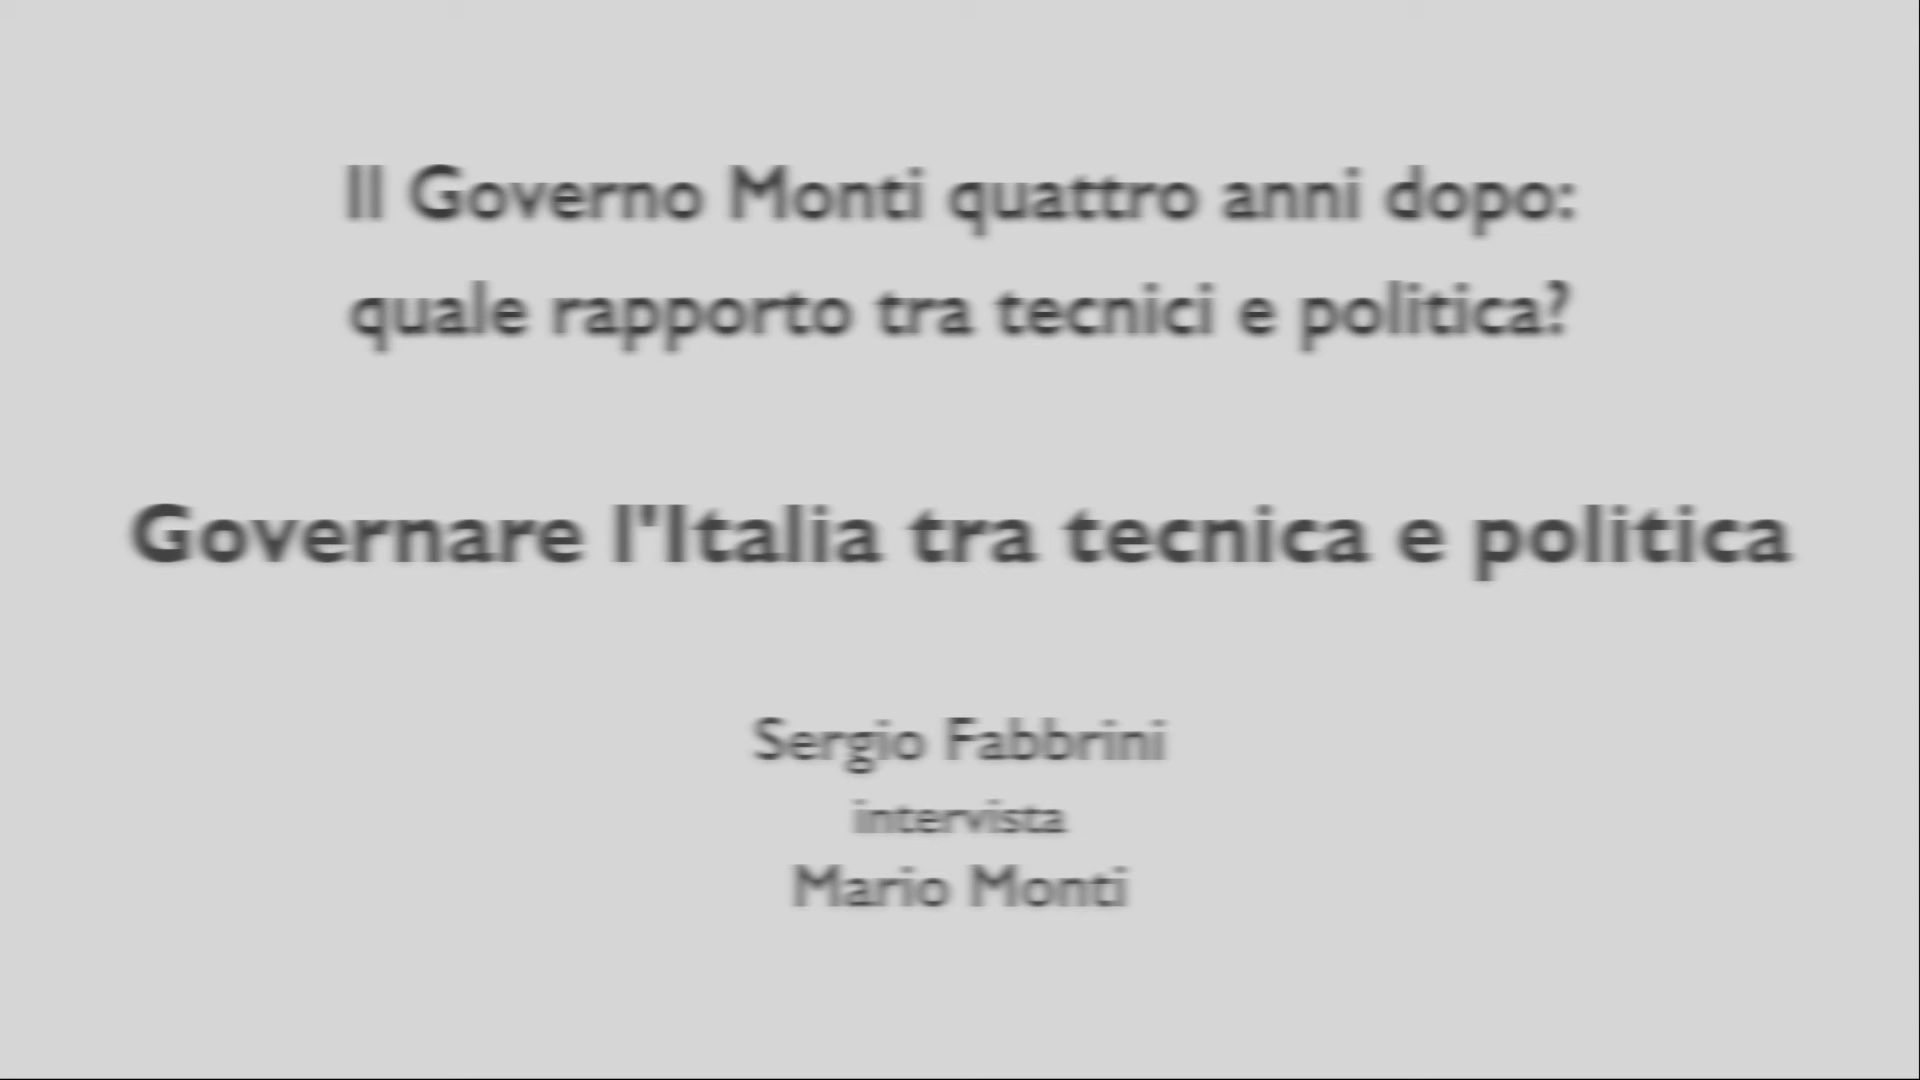 Il Governo Monti quattro anni dopo:
quale rapporto tra tecnici e politica?
Governare l'Italia tra tecnica e politica
Sergio Fabbrini
intervista
Mario Monti